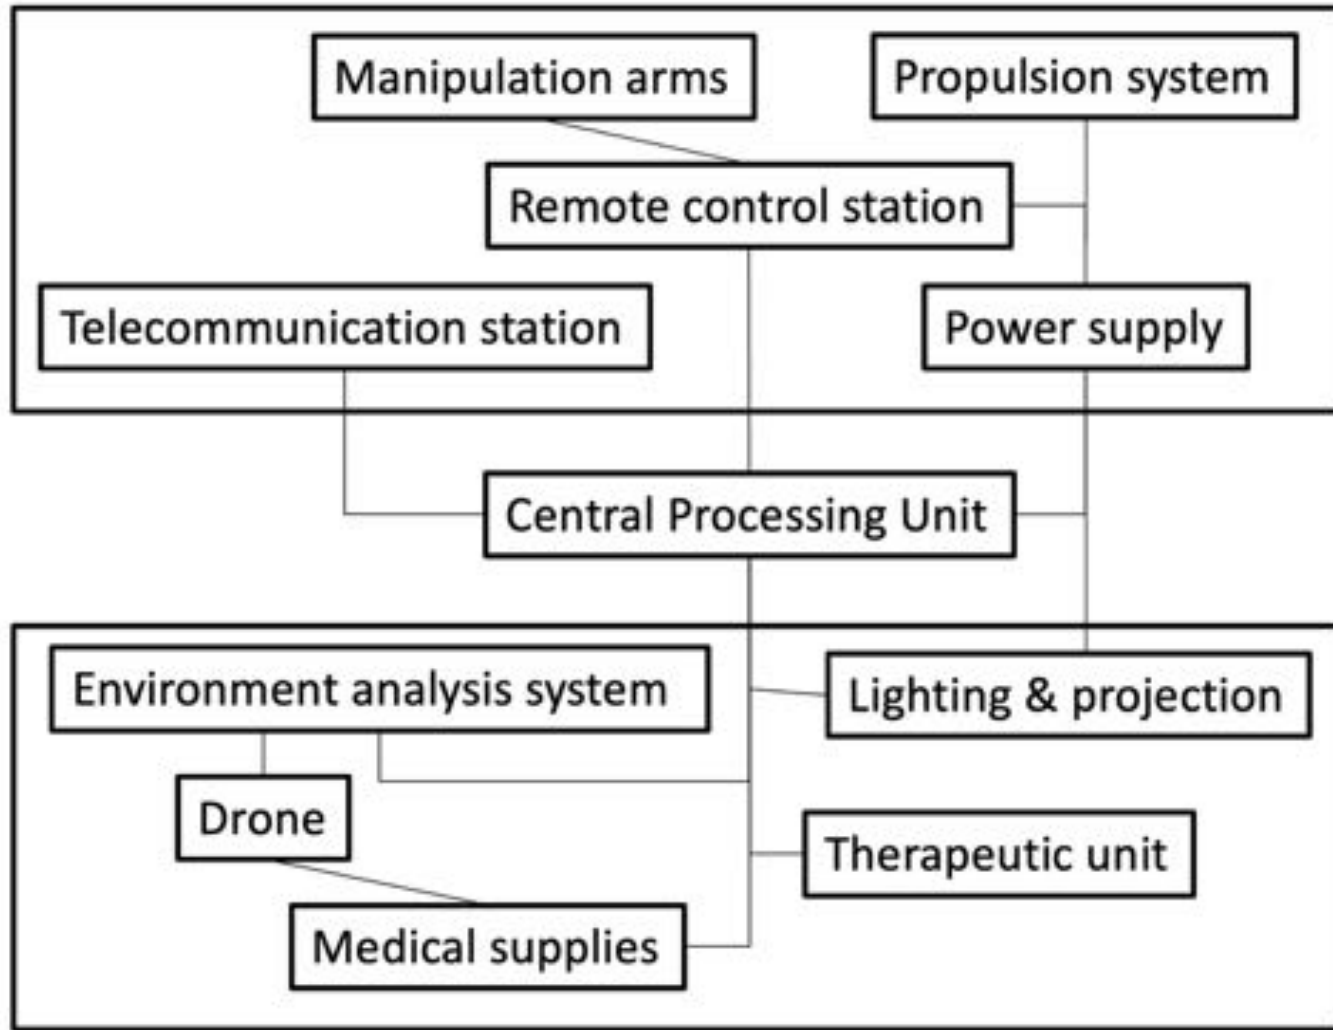 Manipulation arms
Propulsion system
Remote control station
Telecommunication station
Power supply
Central Processing Unit
Environment analysis system
Lighting & projection
Drone
Therapeutic unit
Medical supplies